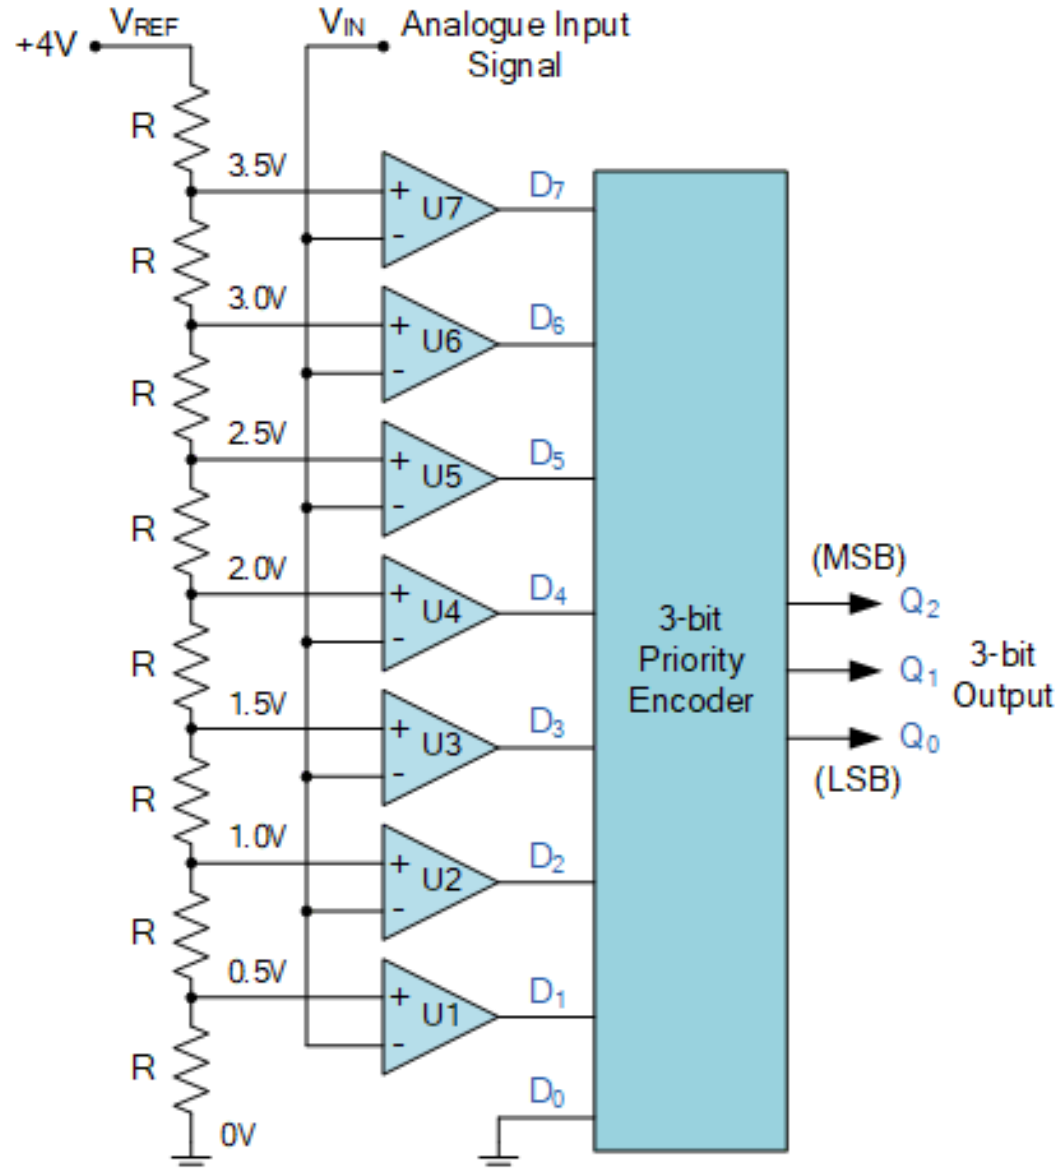 V_REF
V_IN
Analogue Input
Signal
+4V
R
3.5V
+
-
U7
D₇
R
3.0V
+
-
U6
D₆
R
2.5V
+
-
U5
D₅
R
2.0V
+
-
U4
D₄
R
1.5V
+
-
U3
D₃
R
1.0V
+
-
U2
D₂
R
0.5V
+
-
U1
D₁
R
0V
D₀
3-bit
Priority
Encoder
(MSB)
Q₂
Q₁
Q₀
(LSB)
3-bit
Output